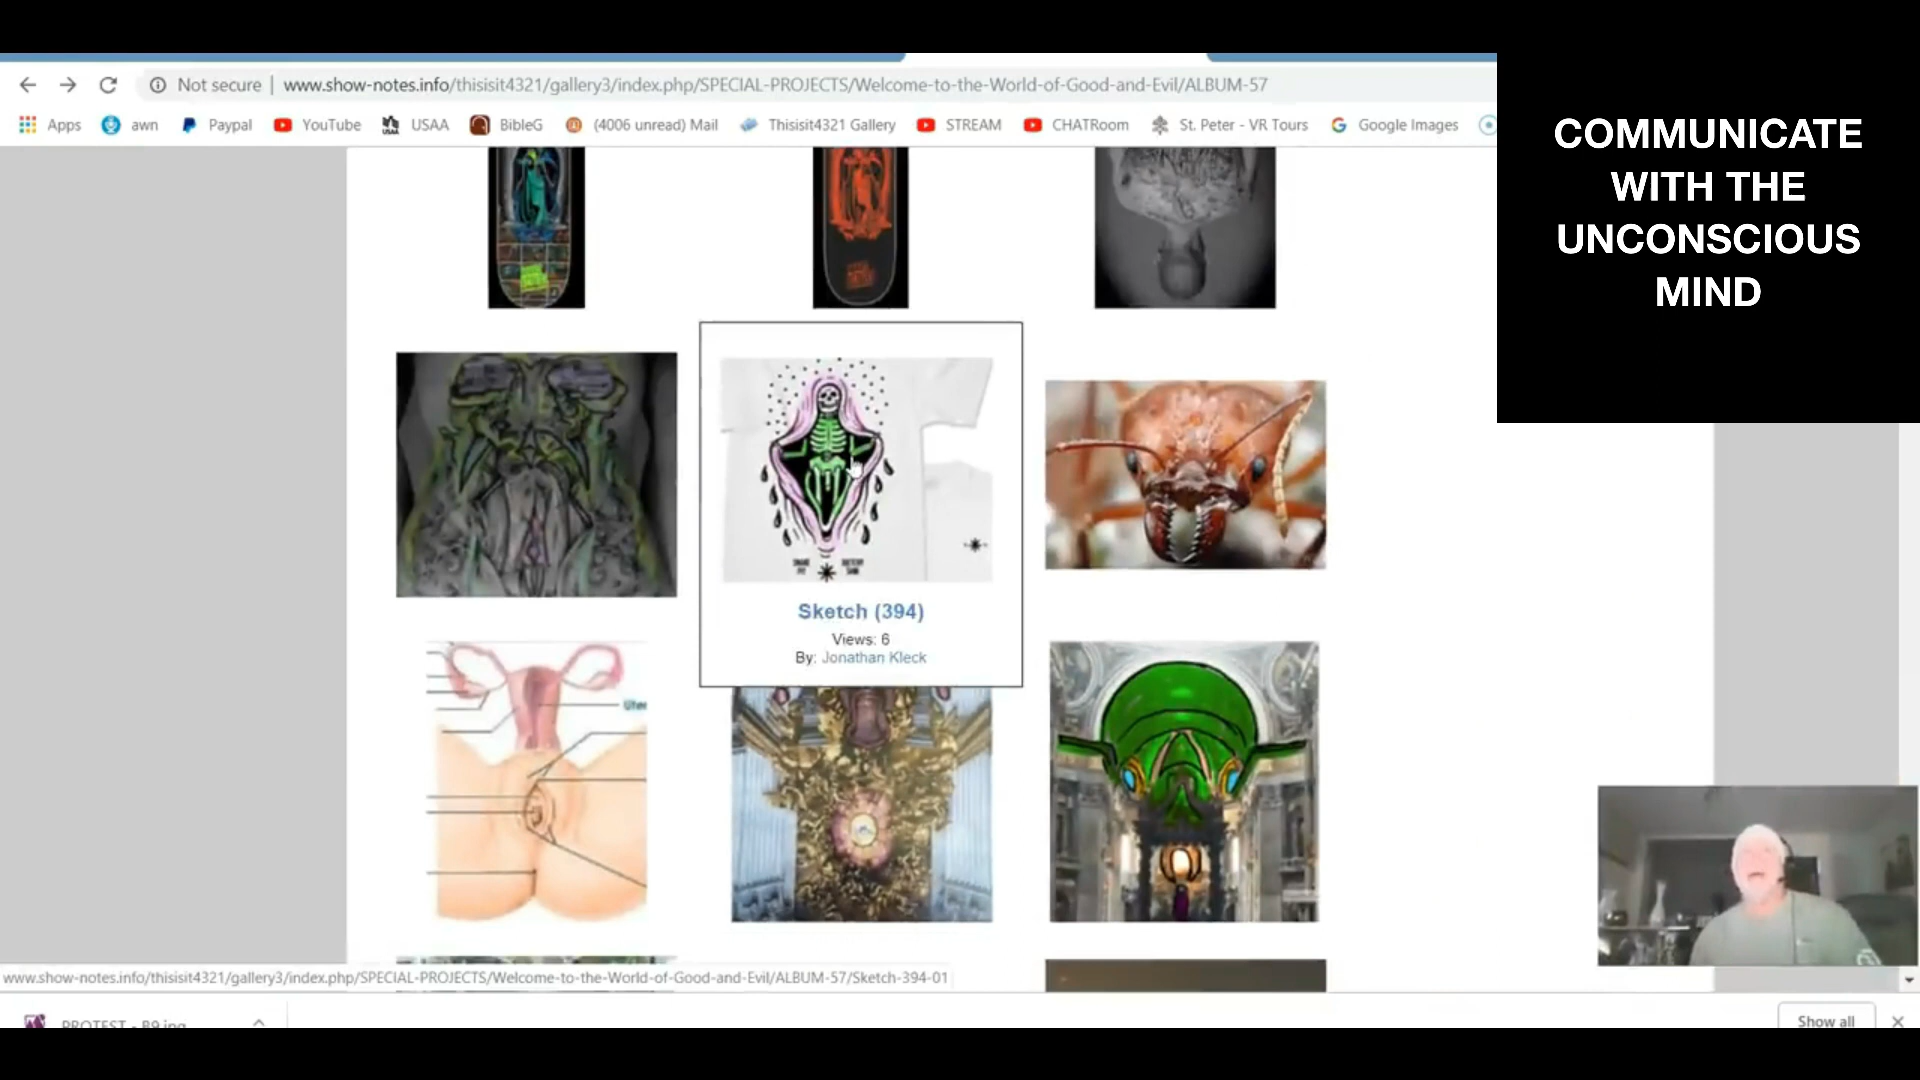 Not secure | www.show-notes.info/thisisit4321/gallery3/index.php/SPECIAL-PROJECTS/Welcome-to-the-World-of-Good-and-Evil/ALBUM-57
Apps awn Paypal YouTube USAA BibleG (4006 unread) Mail Thisisit4321 Gallery STREAM CHATRoom St. Peter - VR Tours Google Images
COMMUNICATE
WITH THE
UNCONSCIOUS
MIND
Sketch (394)
Views: 6
By: Jonathan Kleck
www.show-notes.info/thisisit4321/gallery3/index.php/SPECIAL-PROJECTS/Welcome-to-the-World-of-Good-and-Evil/ALBUM-57/Sketch-394-01
PROTEST - B9.jpg
Show all